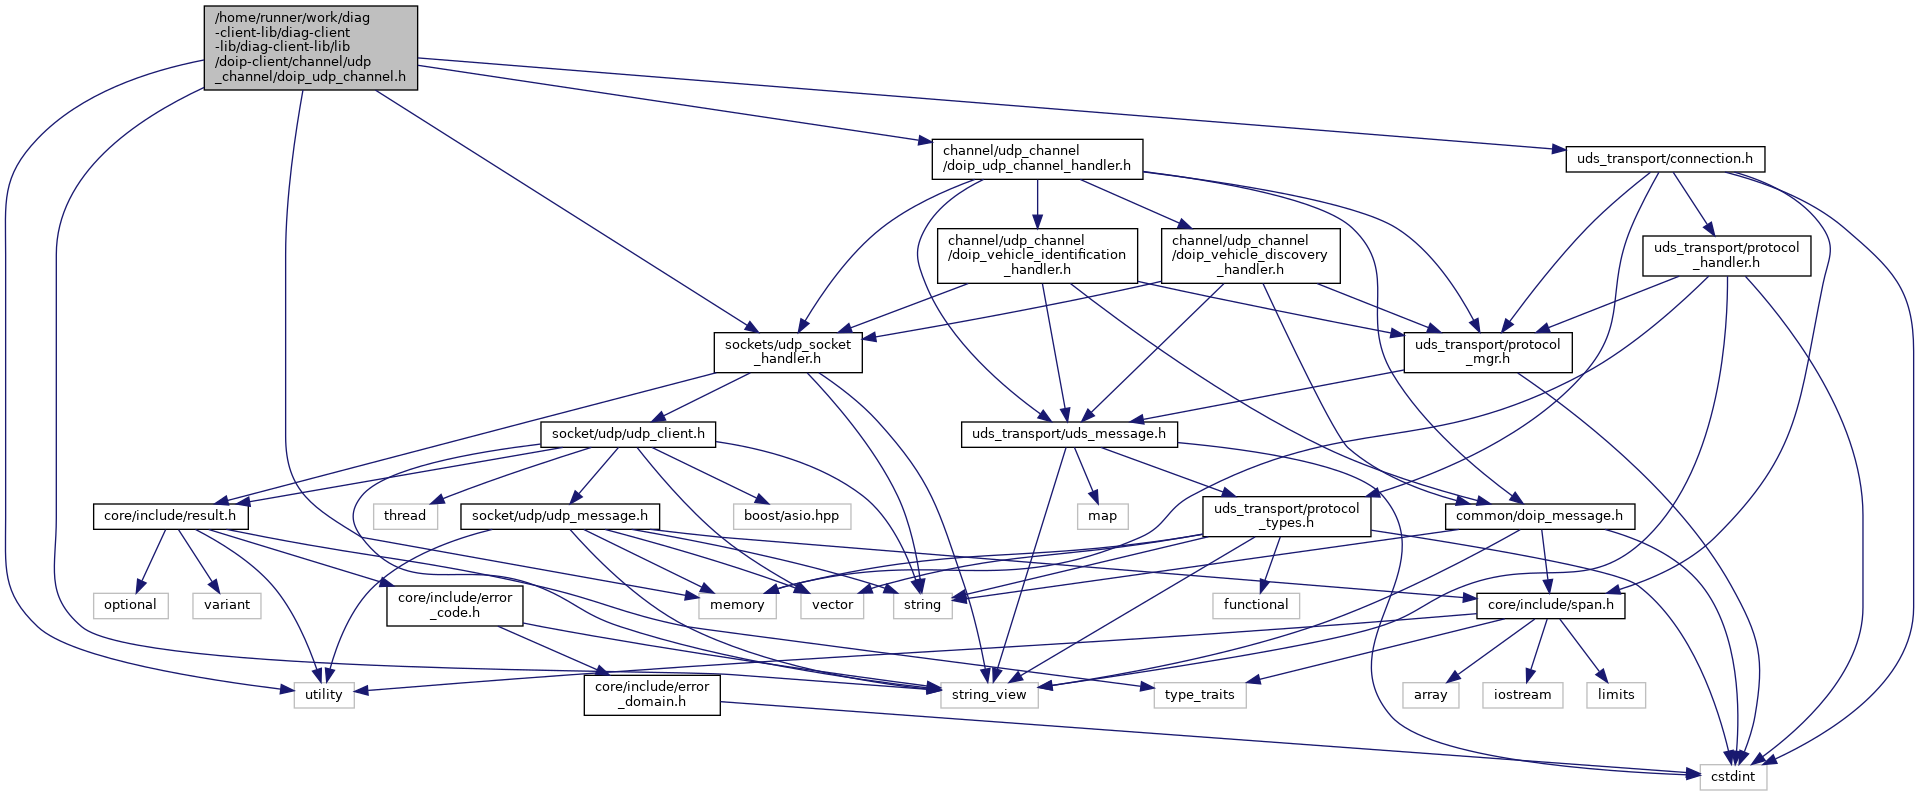 /home/runner/work/diag
-client-lib/diag-client
-lib/diag-client-lib/lib
/doip-client/channel/udp
_channel/doip_udp_channel.h
channel/udp_channel
/doip_udp_channel_handler.h
uds_transport/connection.h
channel/udp_channel
/doip_vehicle_identification
_handler.h
channel/udp_channel
/doip_vehicle_discovery
_handler.h
uds_transport/protocol
_handler.h
sockets/udp_socket
_handler.h
uds_transport/protocol
_mgr.h
socket/udp/udp_client.h
uds_transport/uds_message.h
core/include/result.h
thread
socket/udp/udp_message.h
boost/asio.hpp
map
uds_transport/protocol
_types.h
common/doip_message.h
optional
variant
core/include/error
_code.h
memory
vector
string
functional
core/include/span.h
utility
core/include/error
_domain.h
string_view
type_traits
array
iostream
limits
cstdint